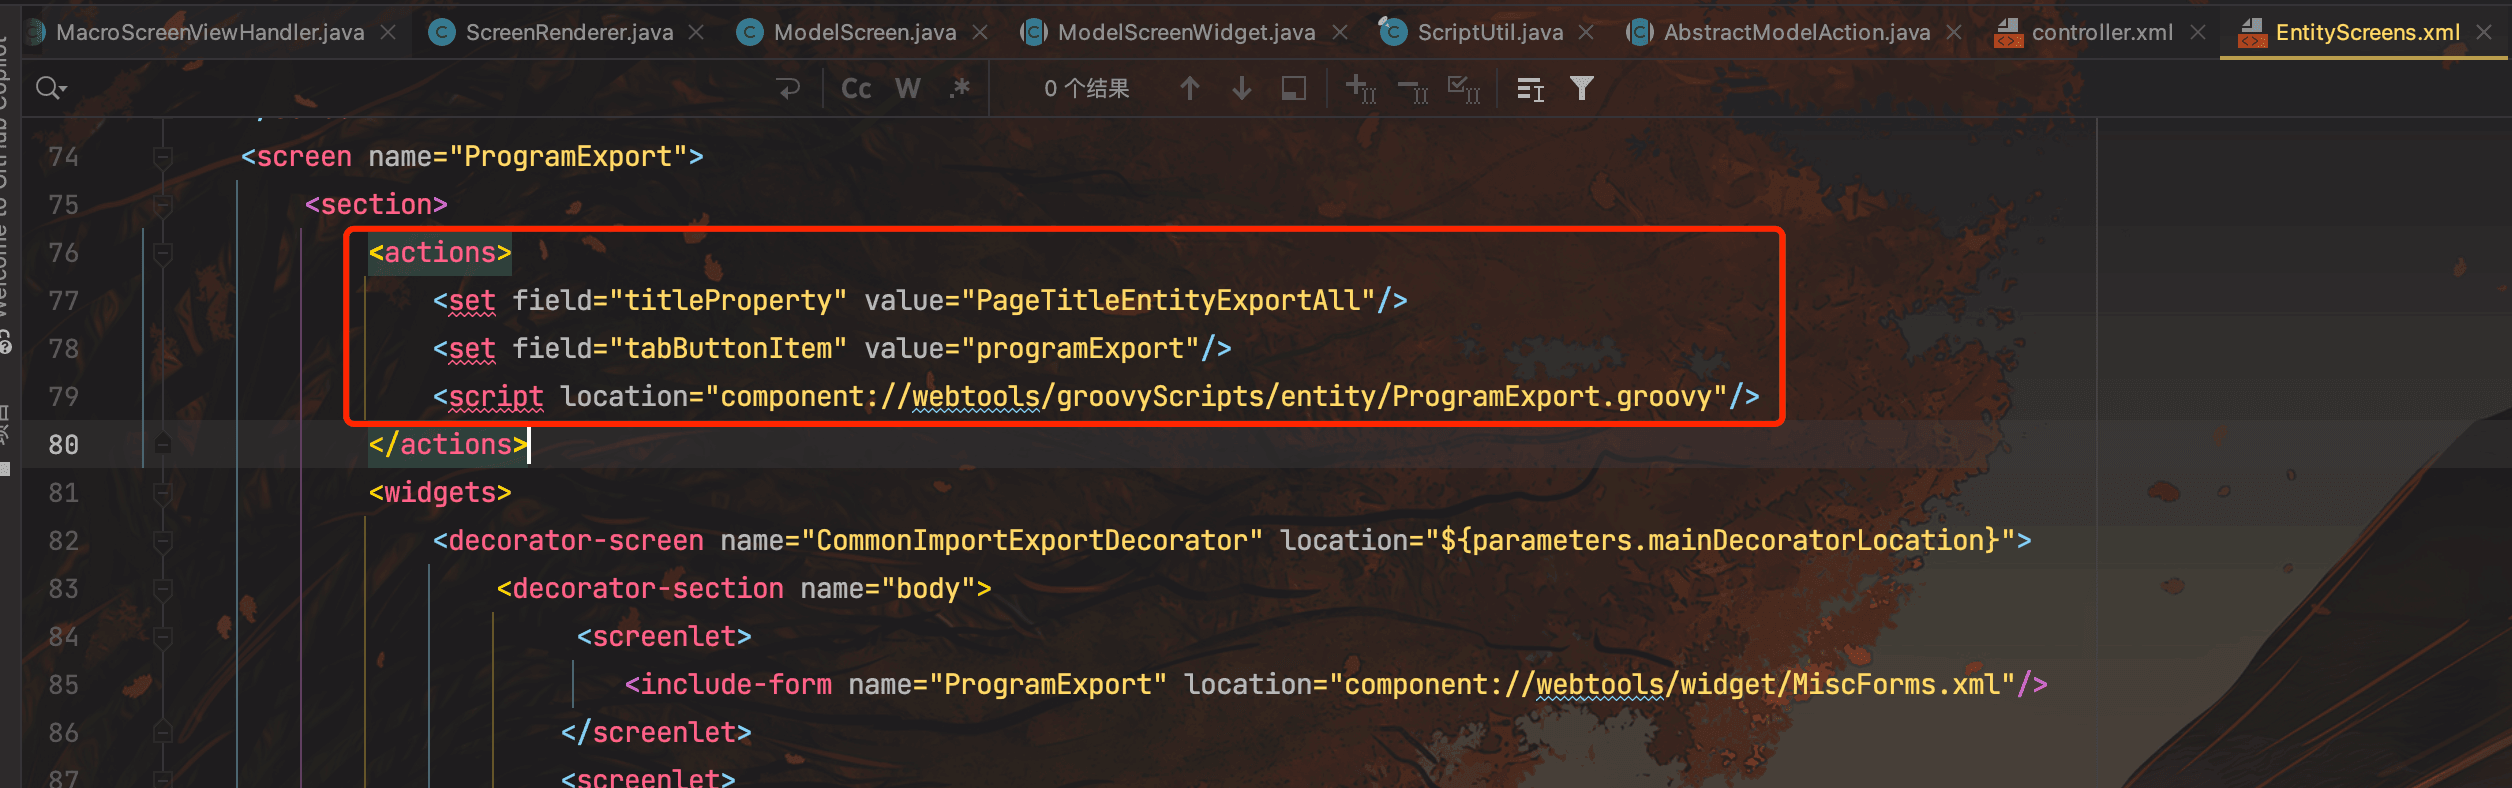 MacroScreenViewHandler.java ScreenRenderer.java ModelScreen.java ModelScreenWidget.java ScriptUtil.java AbstractModelAction.java controller.xml EntityScreens.xml
Cc W .* 0 个结果
74 <screen name="ProgramExport">
75 <section>
76 <actions>
77 <set field="titleProperty" value="PageTitleEntityExportAll"/>
78 <set field="tabButtonItem" value="programExport"/>
79 <script location="component://webtools/groovyScripts/entity/ProgramExport.groovy"/>
80 </actions>
81 <widgets>
82 <decorator-screen name="CommonImportExportDecorator" location="${parameters.mainDecoratorLocation}">
83 <decorator-section name="body">
84 <screenlet>
85 <include-form name="ProgramExport" location="component://webtools/widget/MiscForms.xml"/>
86 </screenlet>
87 <screenlet>
Welcome to GitHub Copilot